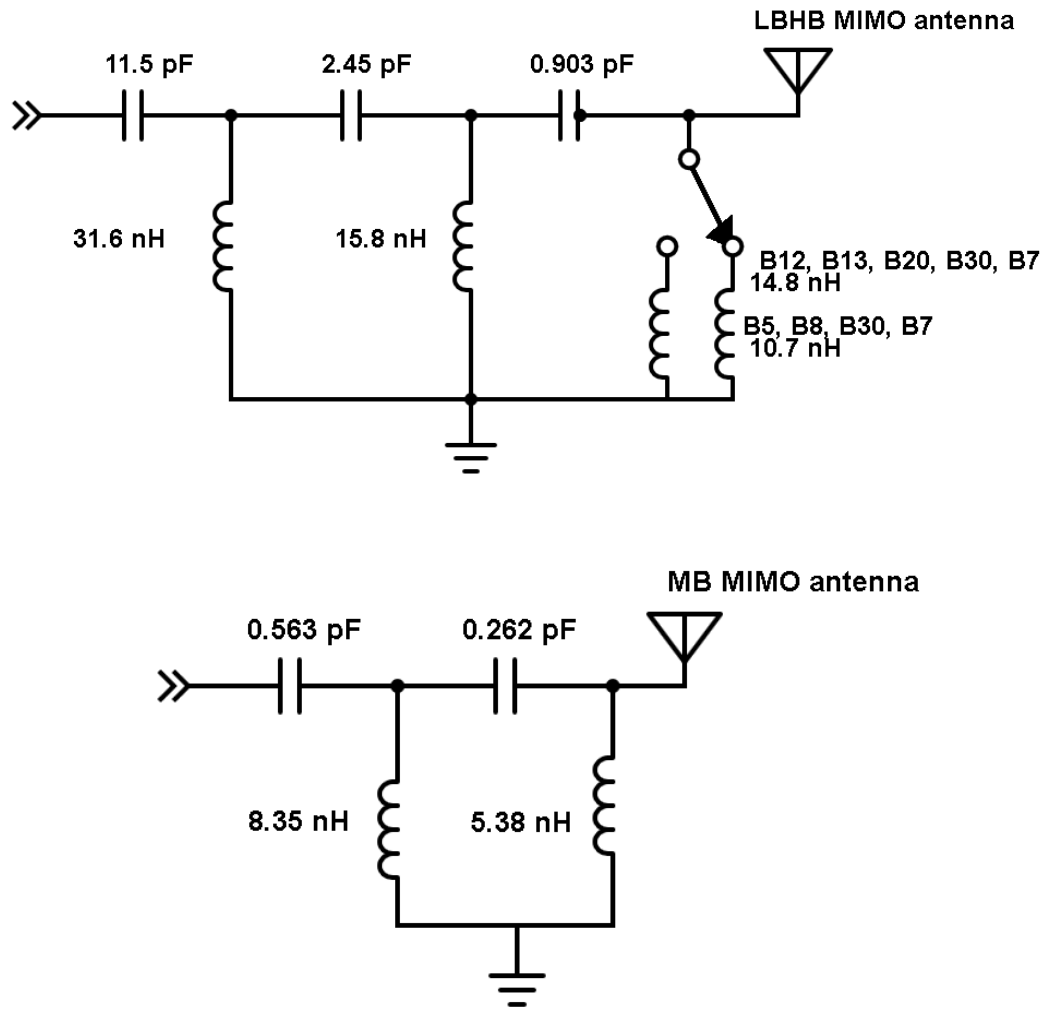 LBHB MIMO antenna
11.5 pF
2.45 pF
0.903 pF
31.6 nH
15.8 nH
B12, B13, B20, B30, B7
14.8 nH
B5, B8, B30, B7
10.7 nH
MB MIMO antenna
0.563 pF
0.262 pF
8.35 nH
5.38 nH